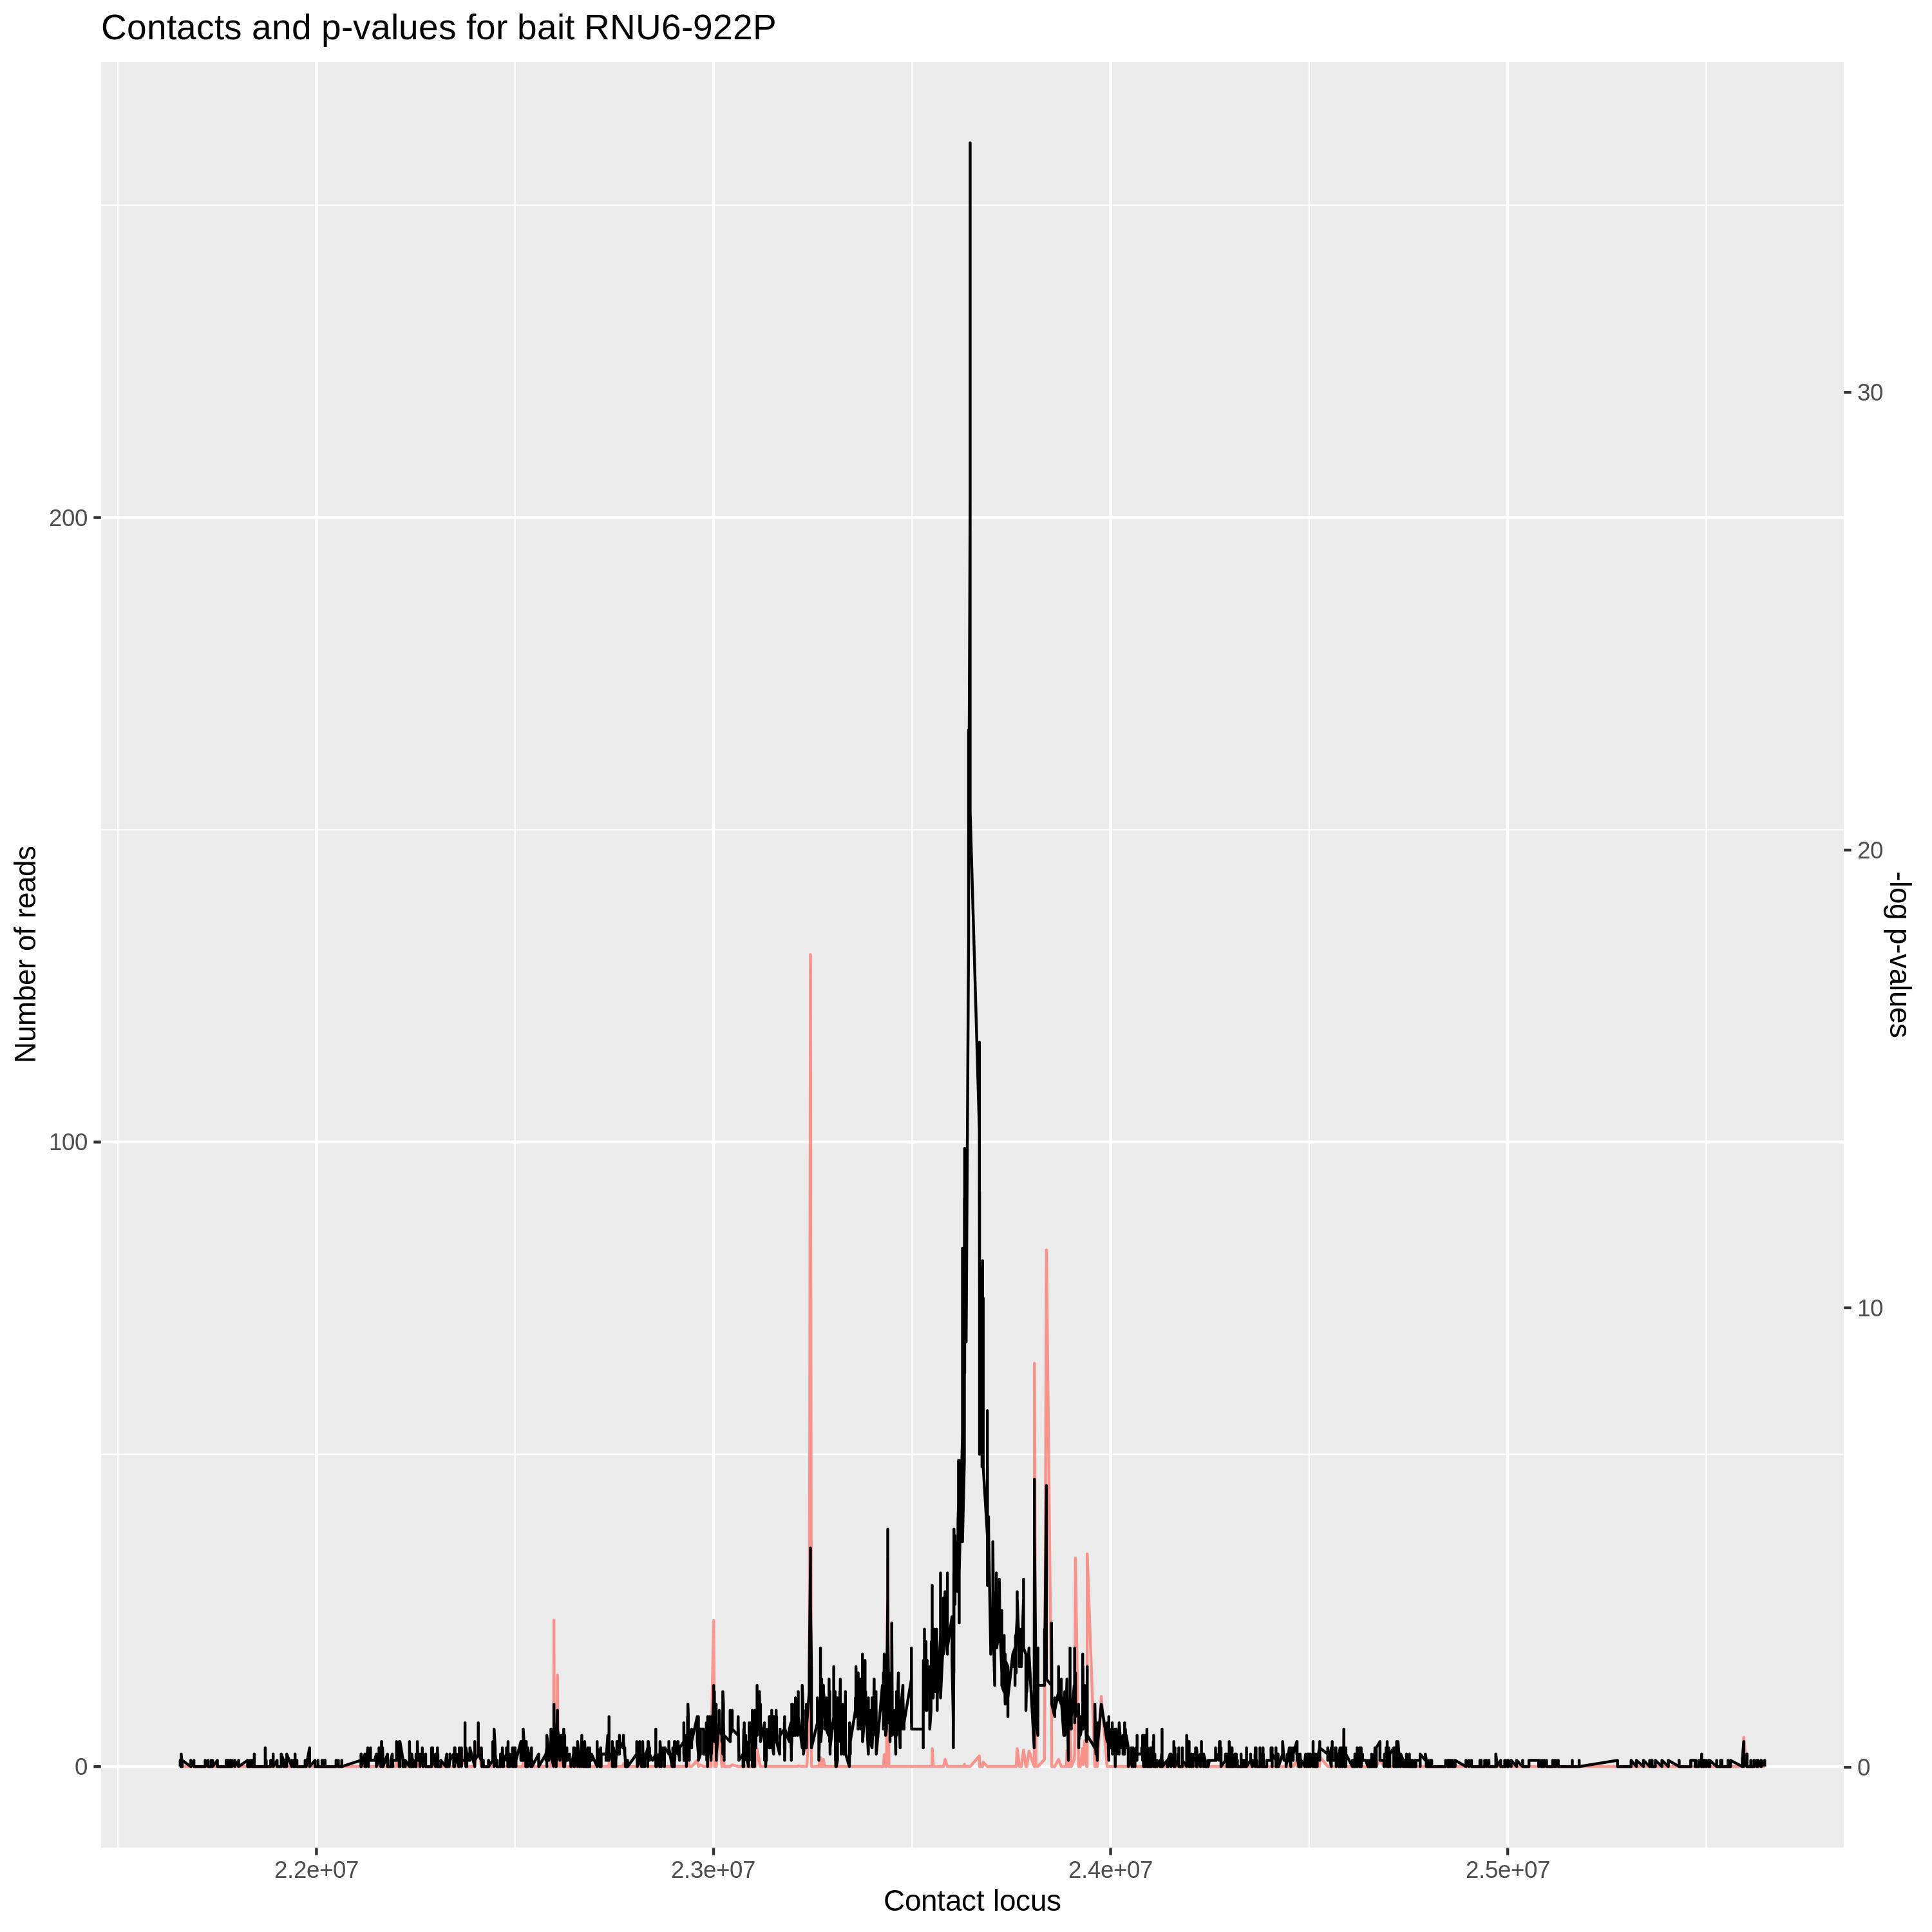 Contacts and p-values for bait RNU6-922P
Number of reads
200
100
0
30
20
10
0
-log p-values
2.2e+07
2.3e+07
2.4e+07
2.5e+07
Contact locus